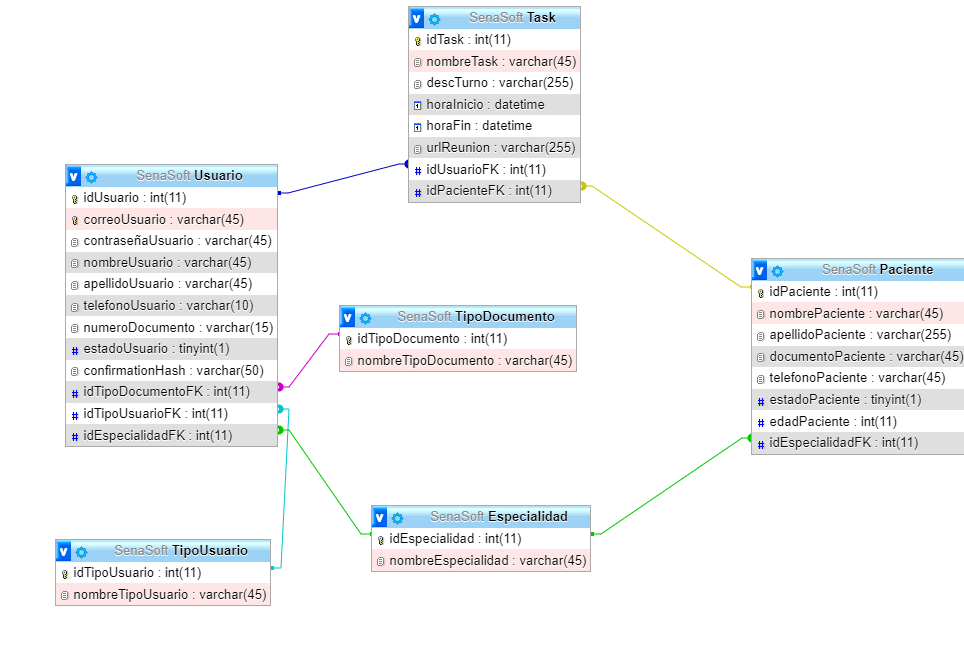 SenaSoft Task
idTask : int(11)
nombreTask : varchar(45)
descTurno : varchar(255)
horaInicio : datetime
horaFin : datetime
urlReunion : varchar(255)
# idUsuarioFK : int(11)
# idPacienteFK : int(11)
v SenaSoft Usuario
idUsuario : int(11)
correoUsuario : varchar(45)
contraseñaUsuario : varchar(45)
nombreUsuario : varchar(45)
apellidoUsuario : varchar(45)
telefonoUsuario : varchar(10)
numeroDocumento : varchar(15)
# estadoUsuario : tinyint(1)
confirmationHash : varchar(50)
# idTipoDocumentoFK : int(11)
# idTipoUsuarioFK : int(11)
# idEspecialidadFK : int(11)
v SenaSoft TipoDocumento
idTipoDocumento : int(11)
nombreTipoDocumento : varchar(45)
v SenaSoft Paciente
idPaciente : int(11)
nombrePaciente : varchar(45)
apellidoPaciente : varchar(255)
documentoPaciente : varchar(45)
telefonoPaciente : varchar(45)
# estadoPaciente : tinyint(1)
# edadPaciente : int(11)
# idEspecialidadFK : int(11)
v SenaSoft Especialidad
idEspecialidad : int(11)
nombreEspecialidad : varchar(45)
v SenaSoft TipoUsuario
idTipoUsuario : int(11)
nombreTipoUsuario : varchar(45)